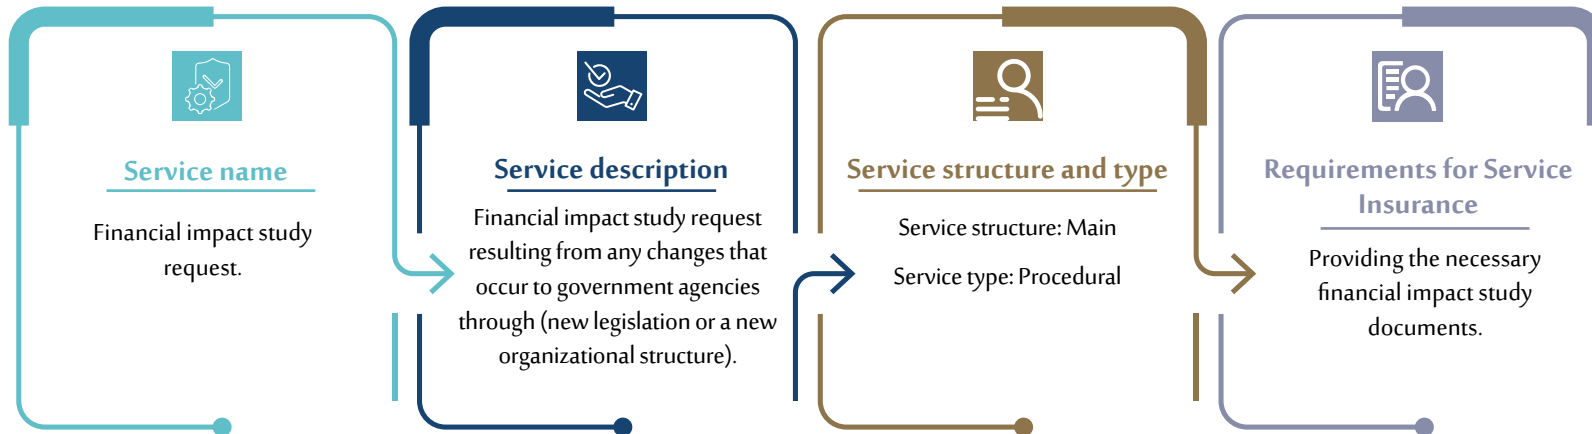 Service name
Financial impact study
request.
Service description
Financial impact study request
resulting from any changes that
occur to government agencies
through (new legislation or a new
organizational structure).
Service structure and type
Service structure: Main
Service type: Procedural
Requirements for Service
Insurance
Providing the necessary
financial impact study
documents.